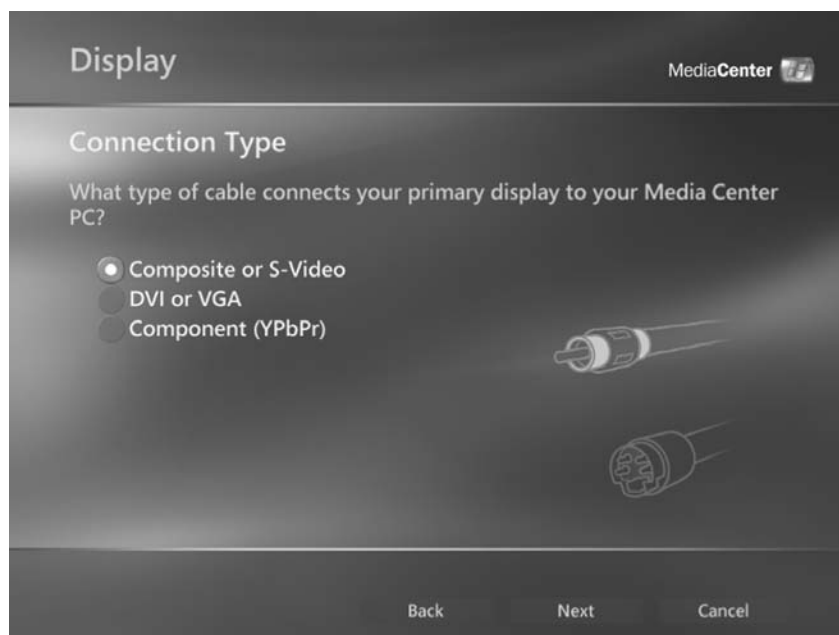 Display
MediaCenter
Connection Type
What type of cable connects your primary display to your Media Center
PC?
Composite or S-Video
DVI or VGA
Component (YPbPr)
Back Next Cancel